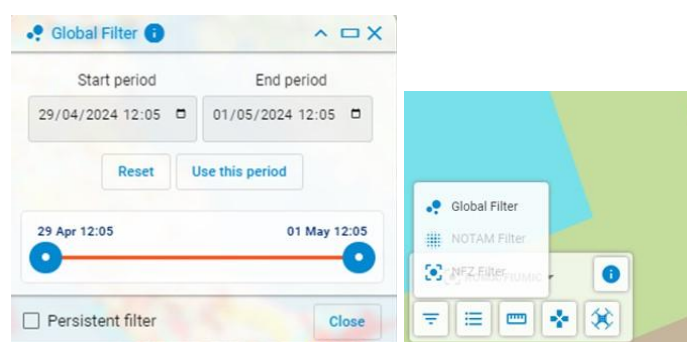 Global Filter
Start period End period
29/04/2024 12:05 01/05/2024 12:05
Reset Use this period
29 Apr 12:05 01 May 12:05
Persistent filter Close
Global Filter
NOTAM Filter
NFZ Filter